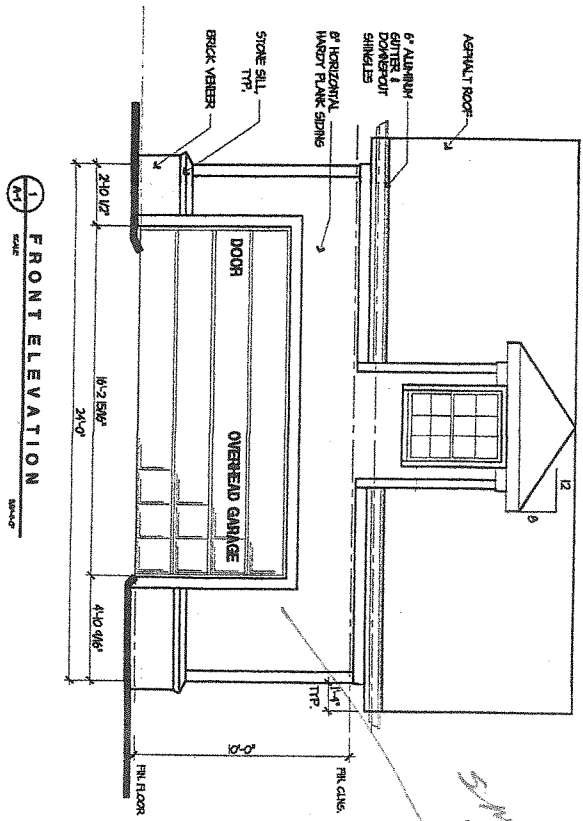 ASPHALT ROOF
6" ALUMINUM
GUTTER &
DOWNSPOUT
SHINGLES
8" HORIZONTAL
HARDY PLANK SIDING
STONE SILL,
TYP.
BRICK VENEER
12
8
DOOR
OVERHEAD GARAGE
1'-4"
TYP.
FIN. CLNG.
10'-0"
FIN. FLOOR
2'-10 1/2"
16'-2 15/16"
4'-10 9/16"
24'-0"
1
A-1
FRONT ELEVATION
SCALE: